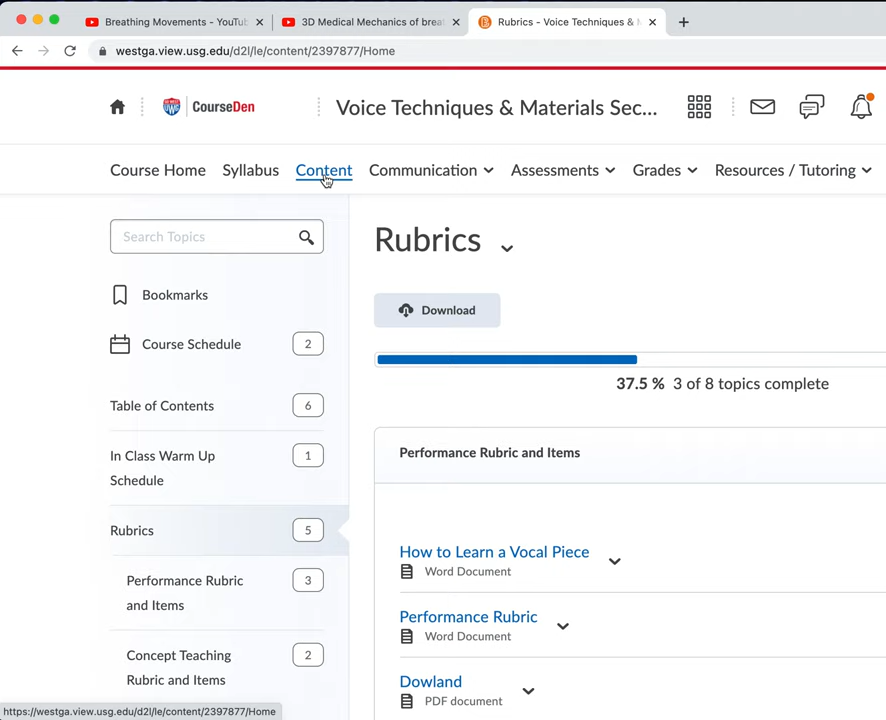 Breathing Movements - YouTub
3D Medical Mechanics of brea
Rubrics - Voice Techniques & M
westga.view.usg.edu/d2l/le/content/2397877/Home
CourseDen
Voice Techniques & Materials Sec...
Course Home
Syllabus
Content
Communication
Assessments
Grades
Resources / Tutoring
Search Topics
Bookmarks
Course Schedule
2
Table of Contents
6
In Class Warm Up
Schedule
1
Rubrics
5
Performance Rubric
and Items
3
Concept Teaching
Rubric and Items
2
Rubrics
Download
37.5 % 3 of 8 topics complete
Performance Rubric and Items
How to Learn a Vocal Piece
Word Document
Performance Rubric
Word Document
Dowland
PDF document
https://westga.view.usg.edu/d2l/le/content/2397877/Home